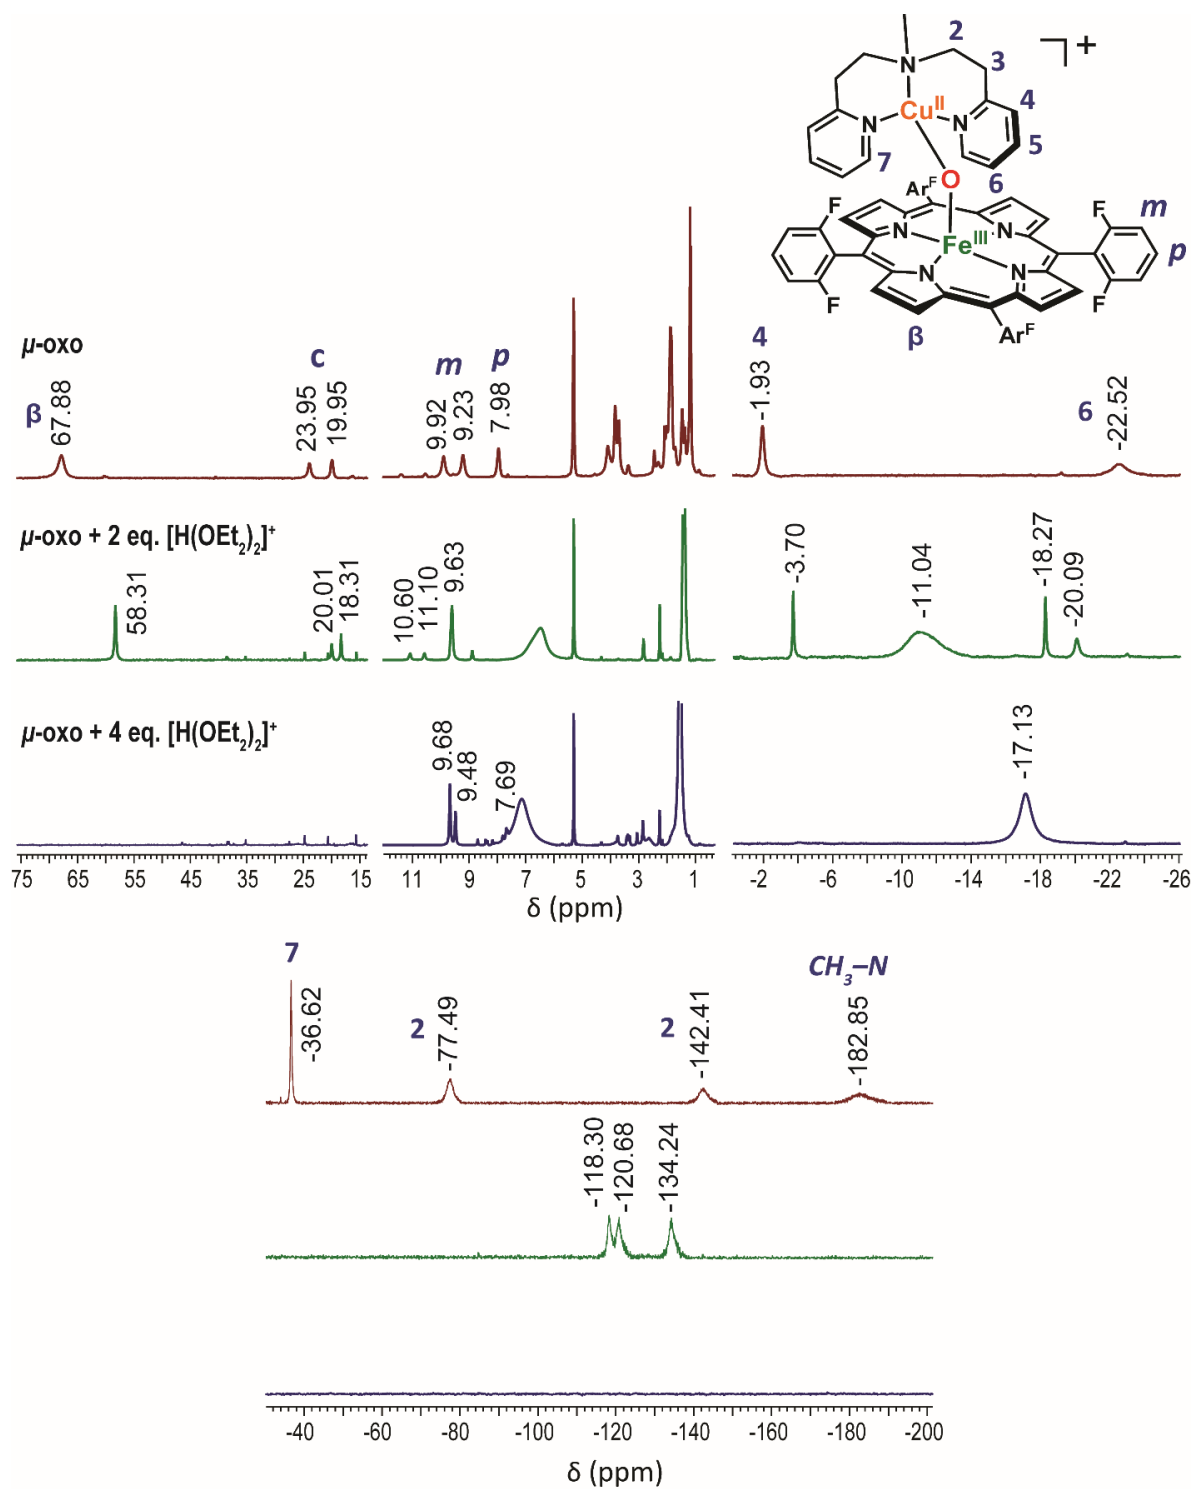 2
3
4
5
6
7
N
Cu^II
N
N
O
Fe^III
N
N
N
N
Ar^F
Ar^F
F
F
F
F
m
p
β
+
μ-oxo
β
67.88
c
23.95
19.95
m
9.92
9.23
p
7.98
4
-1.93
6
-22.52
μ-oxo + 2 eq. [H(OEt₂)₂]⁺
58.31
20.01
18.31
10.60
11.10
9.63
-3.70
-11.04
-18.27
-20.09
μ-oxo + 4 eq. [H(OEt₂)₂]⁺
9.68
9.48
7.69
-17.13
75 65 55 45 35 25 15 11 9 7 5 3 1 -2 -6 -10 -14 -18 -22 -26
δ (ppm)
7
-36.62
2
-77.49
2
-142.41
CH₃–N
-182.85
-118.30
-120.68
-134.24
-40 -60 -80 -100 -120 -140 -160 -180 -200
δ (ppm)